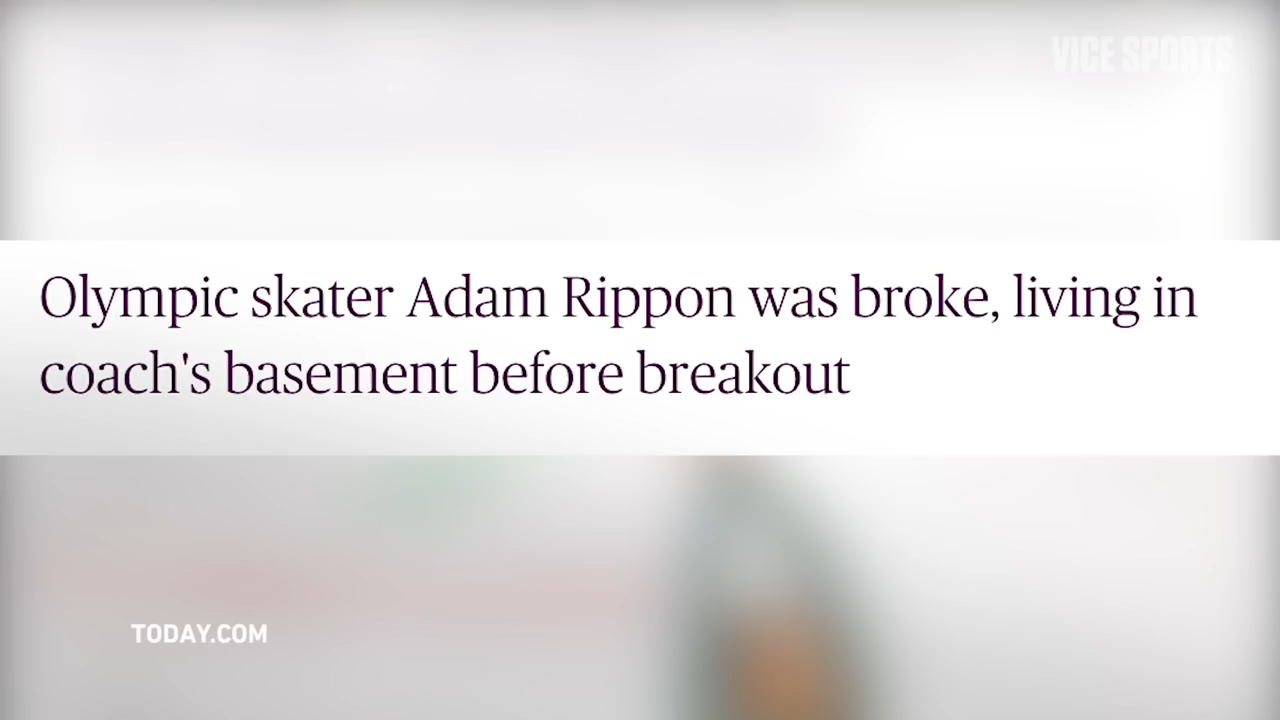 VICE SPORTS
Olympic skater Adam Rippon was broke, living in
coach's basement before breakout
TODAY.COM